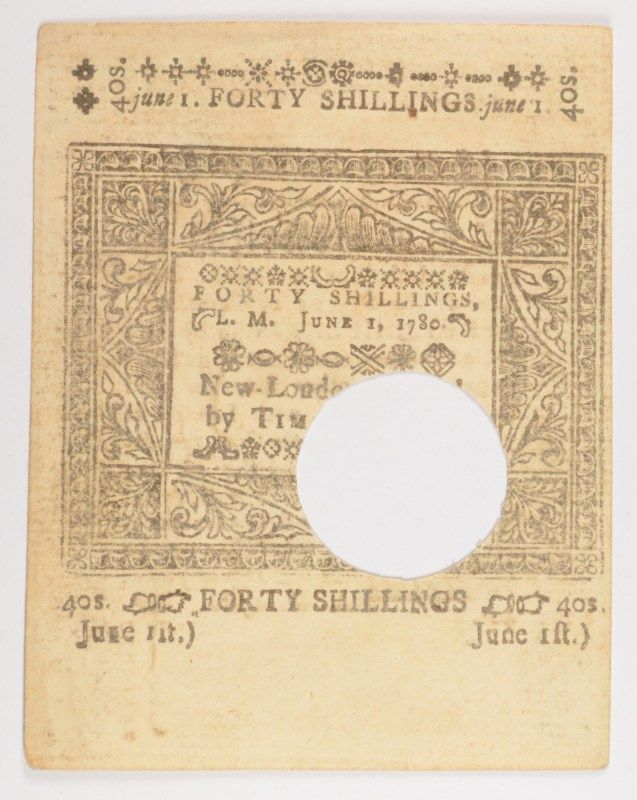 40s. june 1. FORTY SHILLINGS. june 1 40s.
FORTY SHILLINGS,
L. M. JUNE 1, 1780.
New-Londo
by TIM
40s. FORTY SHILLINGS 40s.
June 1st.) June 1ſt.)